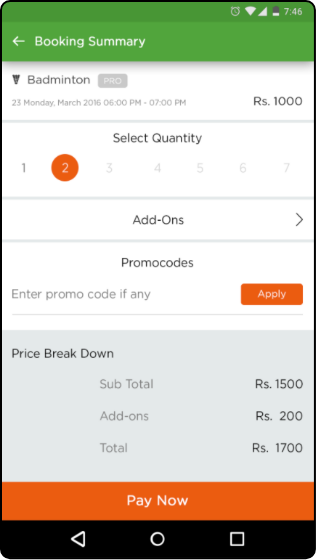 7:46
Booking Summary
Badminton PRO
23 Monday, March 2016 06:00 PM - 07:00 PM Rs. 1000
Select Quantity
1 2 3 4 5 6 7
Add-Ons
Promocodes
Enter promo code if any Apply
Price Break Down
Sub Total Rs. 1500
Add-ons Rs. 200
Total Rs. 1700
Pay Now